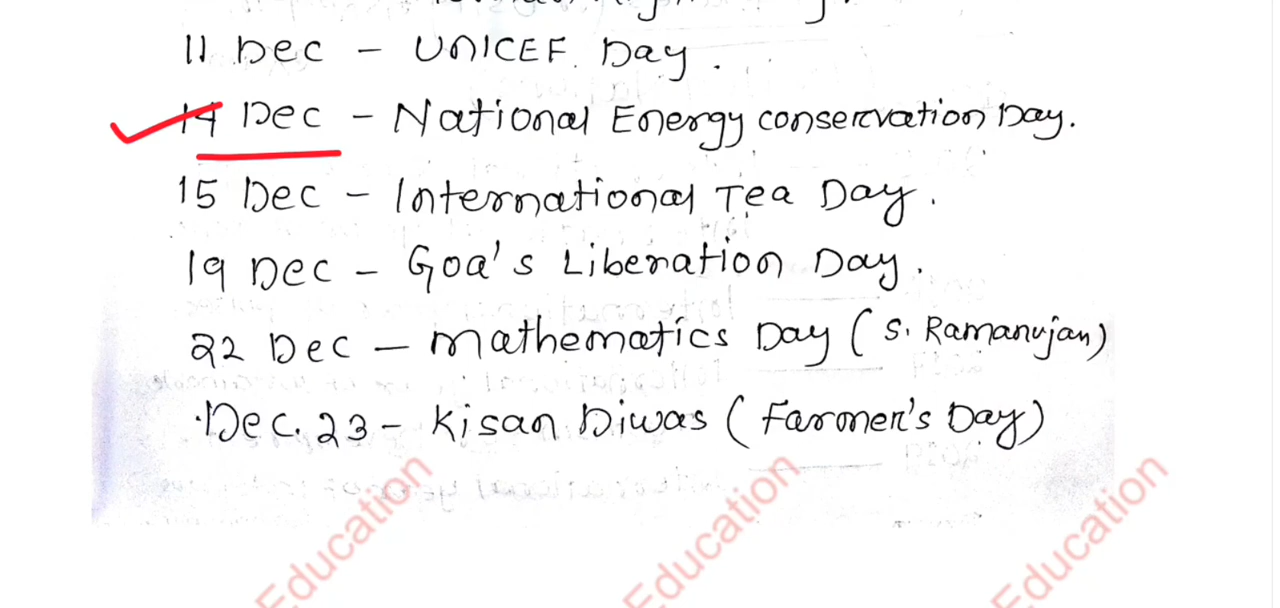 11 Dec - UNICEF Day.
14 Dec - National Energy conservation Day.
15 Dec - International Tea Day.
19 Dec - Goa's Liberation Day.
22 Dec - Mathematics Day (S. Ramanujan)
Dec. 23 - Kisan Diwas (Farmer's Day)
Education Education Education